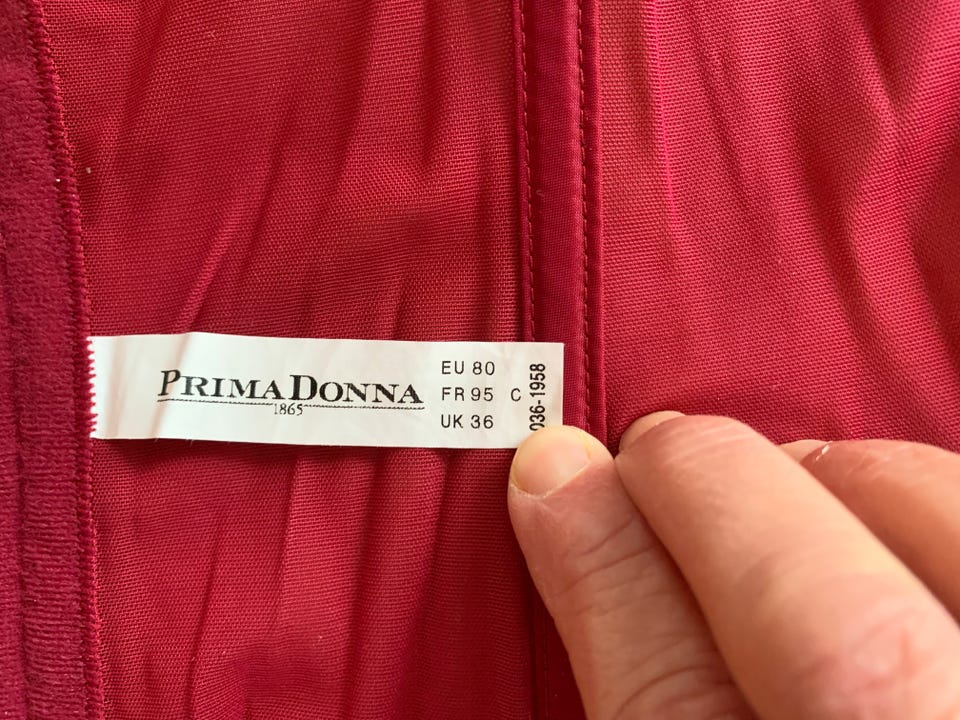 PRIMADONNA
1865
EU 80
FR 95 C
UK 36
036-1958